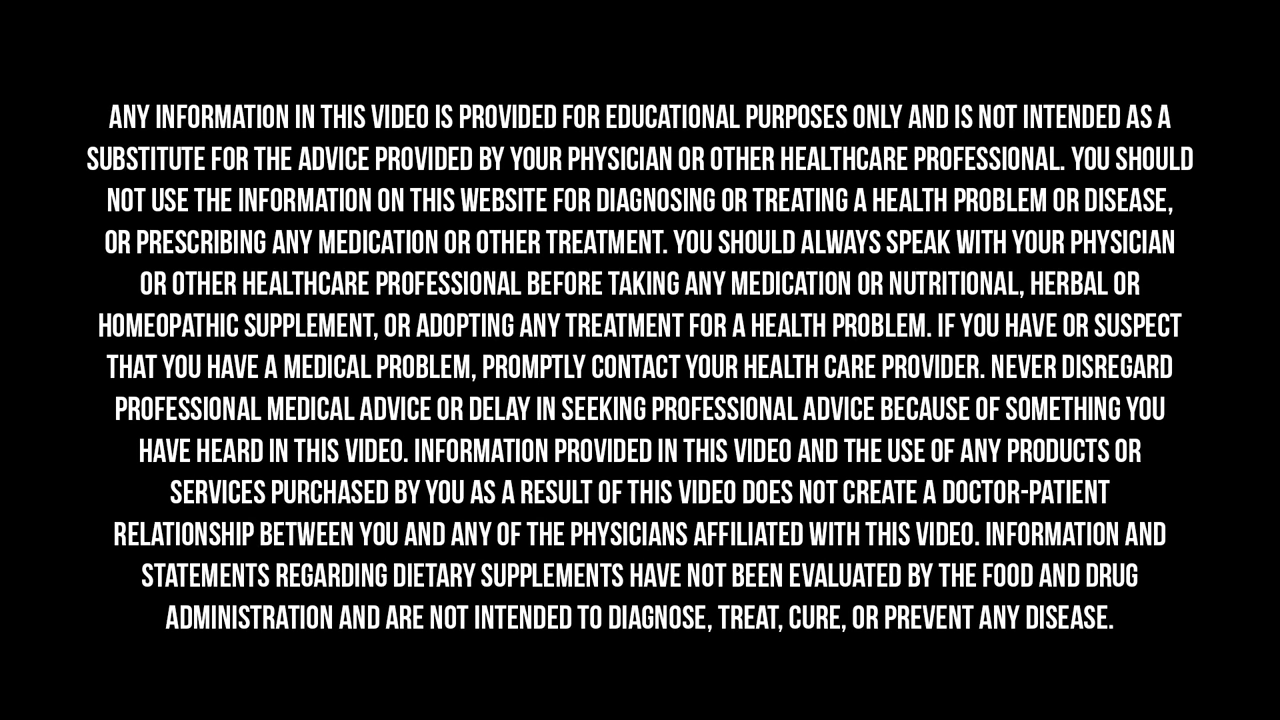 ANY INFORMATION IN THIS VIDEO IS PROVIDED FOR EDUCATIONAL PURPOSES ONLY AND IS NOT INTENDED AS A
SUBSTITUTE FOR THE ADVICE PROVIDED BY YOUR PHYSICIAN OR OTHER HEALTHCARE PROFESSIONAL. YOU SHOULD
NOT USE THE INFORMATION ON THIS WEBSITE FOR DIAGNOSING OR TREATING A HEALTH PROBLEM OR DISEASE,
OR PRESCRIBING ANY MEDICATION OR OTHER TREATMENT. YOU SHOULD ALWAYS SPEAK WITH YOUR PHYSICIAN
OR OTHER HEALTHCARE PROFESSIONAL BEFORE TAKING ANY MEDICATION OR NUTRITIONAL, HERBAL OR
HOMEOPATHIC SUPPLEMENT, OR ADOPTING ANY TREATMENT FOR A HEALTH PROBLEM. IF YOU HAVE OR SUSPECT
THAT YOU HAVE A MEDICAL PROBLEM, PROMPTLY CONTACT YOUR HEALTH CARE PROVIDER. NEVER DISREGARD
PROFESSIONAL MEDICAL ADVICE OR DELAY IN SEEKING PROFESSIONAL ADVICE BECAUSE OF SOMETHING YOU
HAVE HEARD IN THIS VIDEO. INFORMATION PROVIDED IN THIS VIDEO AND THE USE OF ANY PRODUCTS OR
SERVICES PURCHASED BY YOU AS A RESULT OF THIS VIDEO DOES NOT CREATE A DOCTOR-PATIENT
RELATIONSHIP BETWEEN YOU AND ANY OF THE PHYSICIANS AFFILIATED WITH THIS VIDEO. INFORMATION AND
STATEMENTS REGARDING DIETARY SUPPLEMENTS HAVE NOT BEEN EVALUATED BY THE FOOD AND DRUG
ADMINISTRATION AND ARE NOT INTENDED TO DIAGNOSE, TREAT, CURE, OR PREVENT ANY DISEASE.